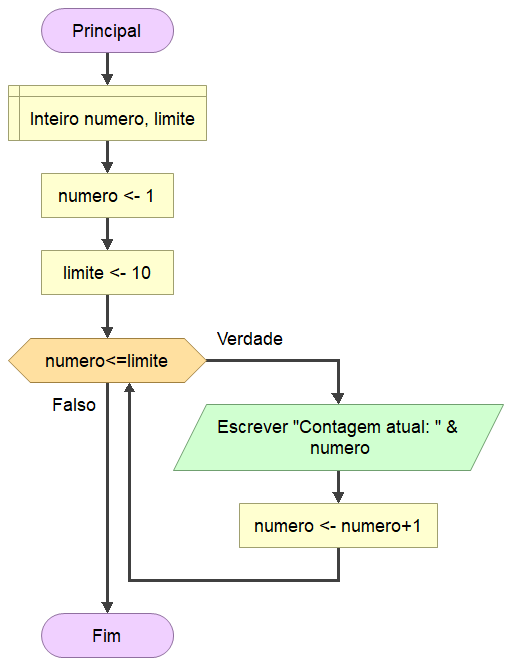 Principal
Inteiro numero, limite
numero <- 1
limite <- 10
numero<=limite
Verdade
Falso
Escrever "Contagem atual: " &
numero
numero <- numero+1
Fim